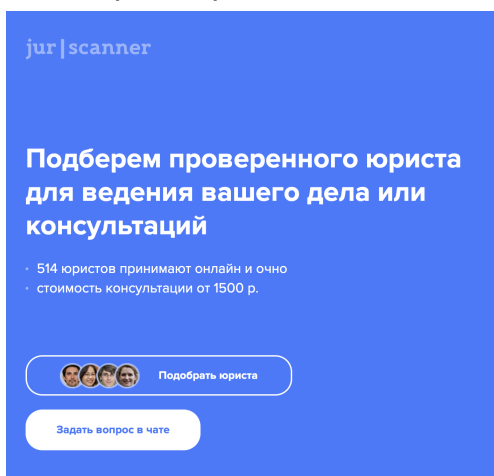 jur|scanner
Подберем проверенного юриста
для ведения вашего дела или
консультаций
514 юристов принимают онлайн и очно
стоимость консультации от 1500 р.
Подобрать юриста
Задать вопрос в чате